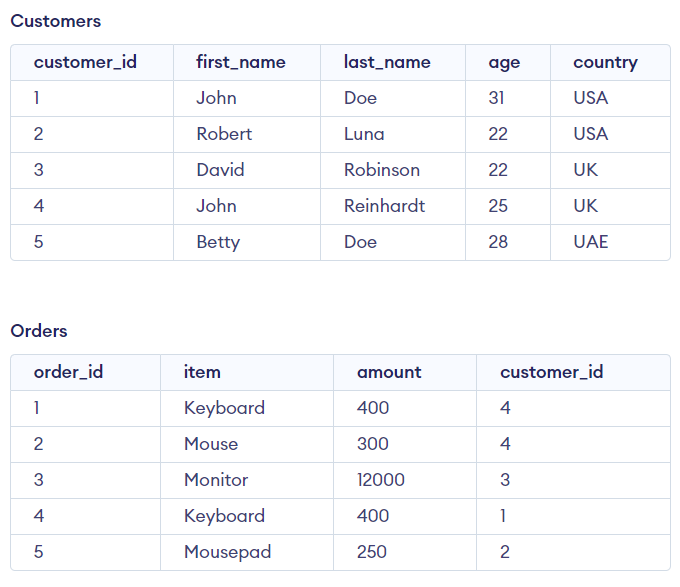 Customers
customer_id first_name last_name age country
1 John Doe 31 USA
2 Robert Luna 22 USA
3 David Robinson 22 UK
4 John Reinhardt 25 UK
5 Betty Doe 28 UAE
Orders
order_id item amount customer_id
1 Keyboard 400 4
2 Mouse 300 4
3 Monitor 12000 3
4 Keyboard 400 1
5 Mousepad 250 2